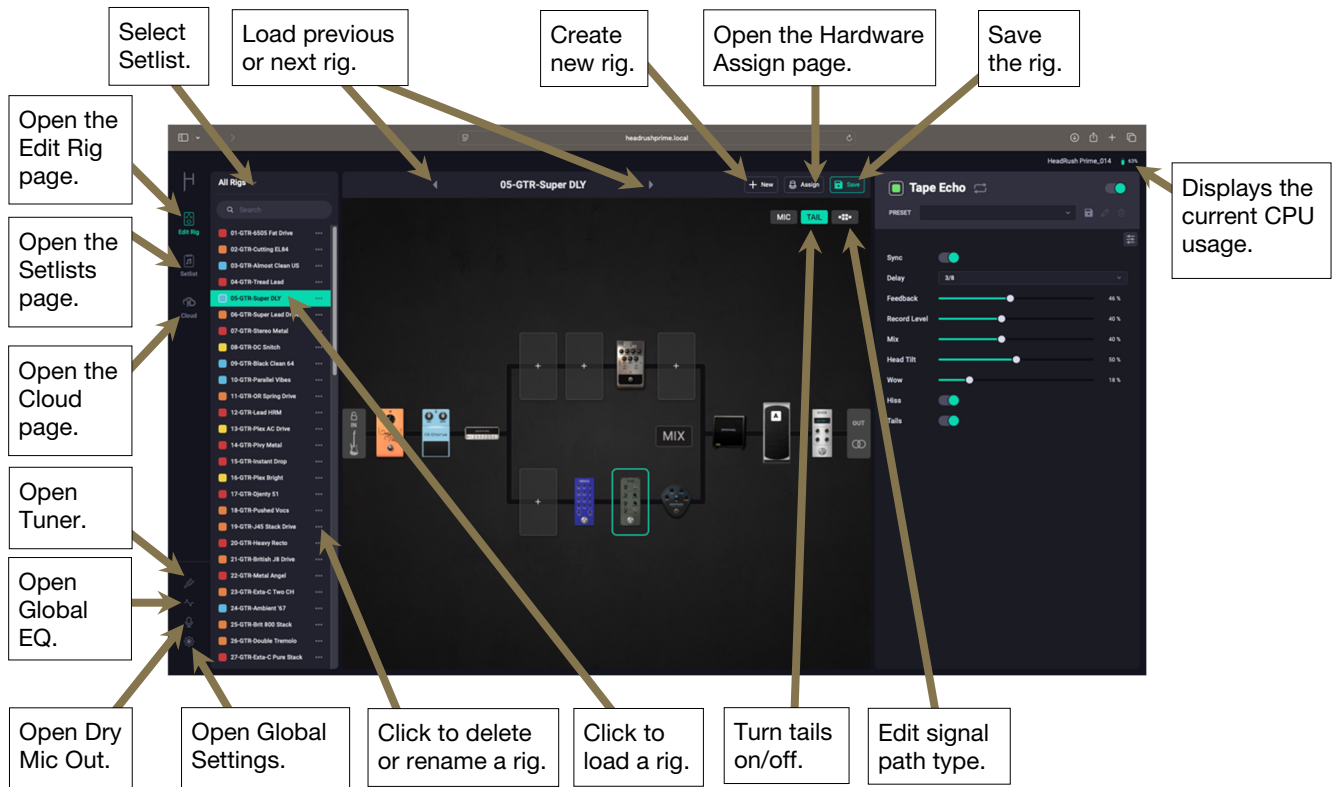 Select
Setlist.
Load previous
or next rig.
Create
new rig.
Open the Hardware
Assign page.
Save
the rig.
Open the
Edit Rig
page.
Open the
Setlists
page.
Open the
Cloud
page.
Open
Tuner.
Open
Global
EQ.
Displays the
current CPU
usage.
headrushprime.local
HeadRush Prime_014 63%
All Rigs
05-GTR-Super DLY
+ New
Assign
Save
Search
Edit Rig
Setlist
Cloud
01-GTR-6505 Fat Drive
02-GTR-Cutting EL84
03-GTR-Almost Clean US
04-GTR-Tread Lead
05-GTR-Super DLY
06-GTR-Super Lead Drive
07-GTR-Stereo Metal
08-GTR-DC Snitch
09-GTR-Black Clean 64
10-GTR-Parallel Vibes
11-GTR-OR Spring Drive
12-GTR-Lead HRM
13-GTR-Plex AC Drive
14-GTR-Plvy Metal
15-GTR-Instant Drop
16-GTR-Plex Bright
17-GTR-Djenty 51
18-GTR-Pushed Vocs
19-GTR-J45 Stack Drive
20-GTR-Heavy Recto
21-GTR-British J8 Drive
22-GTR-Metal Angel
23-GTR-Exta-C Two CH
24-GTR-Ambient '67
25-GTR-Brit 800 Stack
26-GTR-Double Tremolo
27-GTR-Exta-C Pure Stack
MIC TAIL
IN
MIX
A
OUT
Tape Echo
PRESET
Sync
Delay 3/8
Feedback 46 %
Record Level 40 %
Mix 40 %
Head Tilt 50 %
Wow 18 %
Hiss
Tails
Open Dry
Mic Out.
Open Global
Settings.
Click to delete
or rename a rig.
Click to
load a rig.
Turn tails
on/off.
Edit signal
path type.